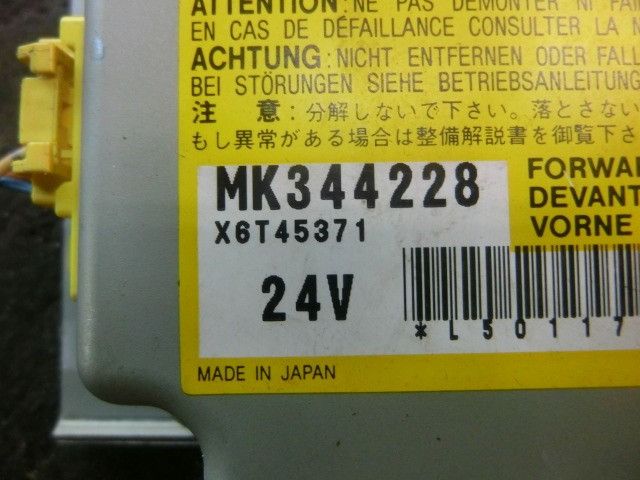 ATTENTION: NE PAS DEMONTER NI FAI
EN CAS DE DÉFAILLANCE CONSULTER LA
ACHTUNG: NICHT ENTFERNEN ODER FALL
BEI STÖRUNGEN SIEHE BETRIEBSANLEITUNG
注 意:分解しないで下さい。落とさない
もし異常がある場合は整備解説書を御覧下さ
MK344228
X6T45371
24V
FORWAR
DEVANT
VORNE
*L50117
MADE IN JAPAN